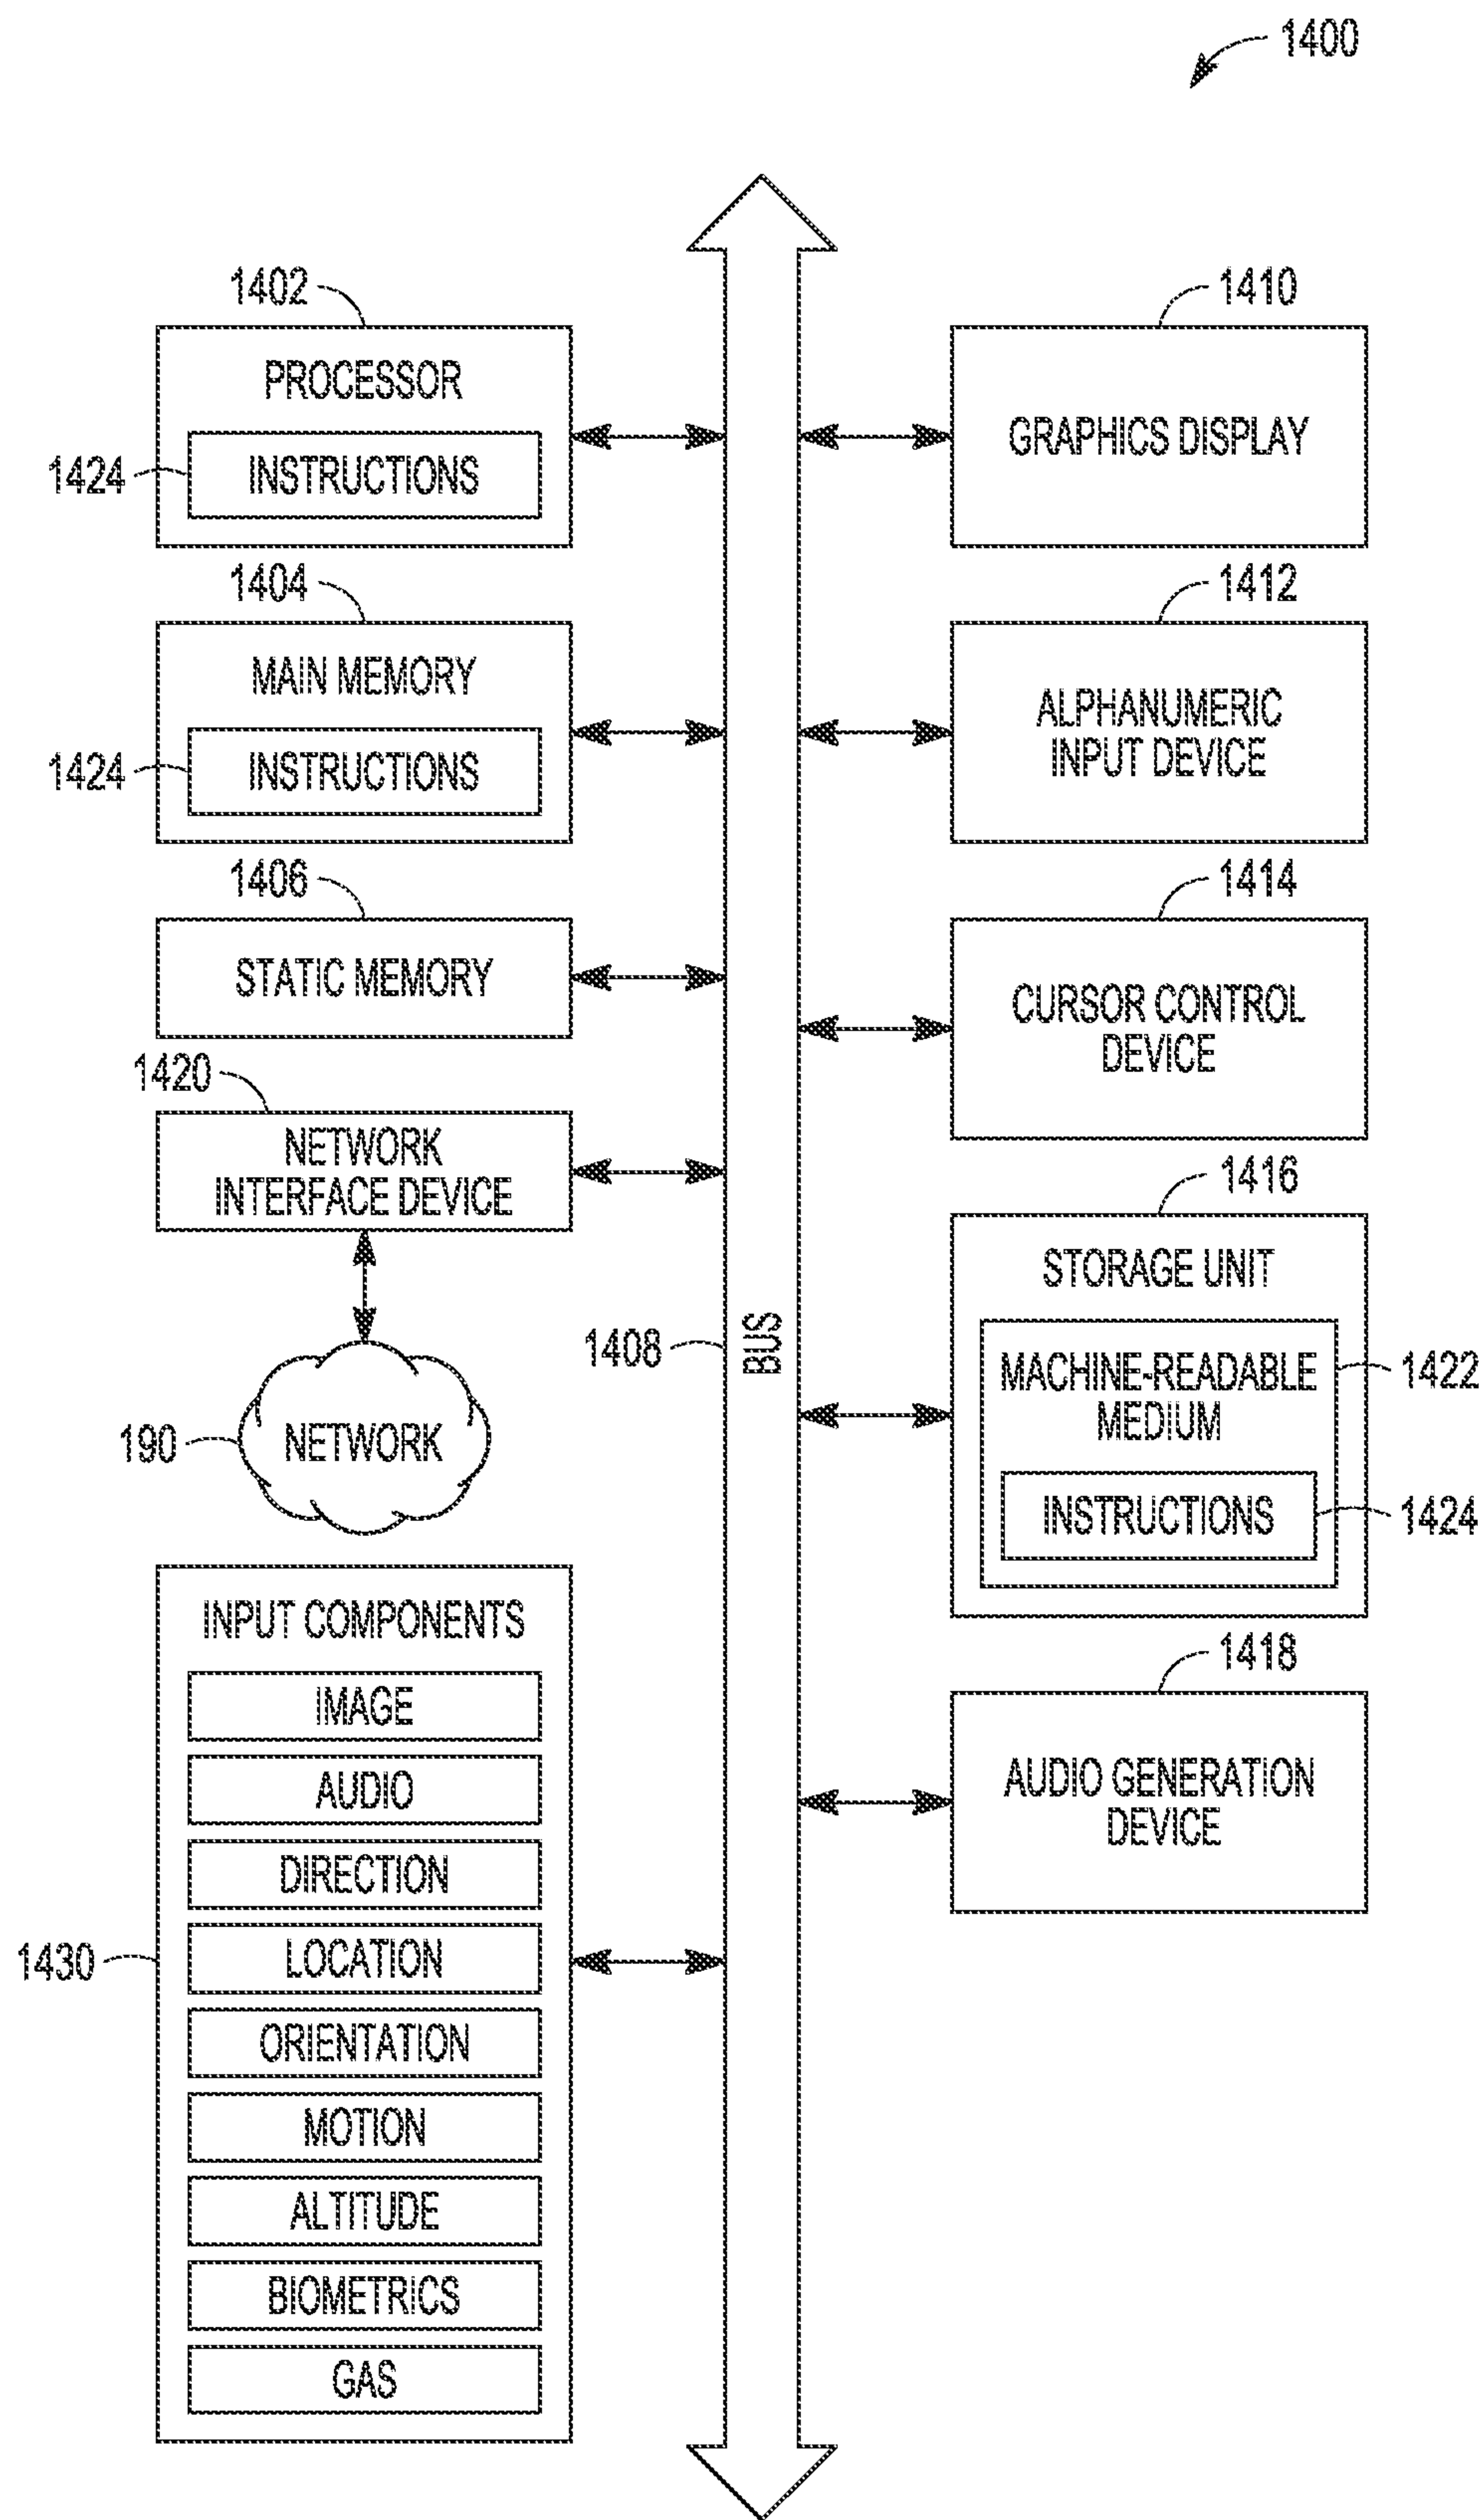 1400
1402
PROCESSOR
1424
INSTRUCTIONS
1404
MAIN MEMORY
1424
INSTRUCTIONS
1406
STATIC MEMORY
1420
NETWORK
INTERFACE DEVICE
190
NETWORK
INPUT COMPONENTS
IMAGE
AUDIO
DIRECTION
1430
LOCATION
ORIENTATION
MOTION
ALTITUDE
BIOMETRICS
GAS
1408
BUS
1410
GRAPHICS DISPLAY
1412
ALPHANUMERIC
INPUT DEVICE
1414
CURSOR CONTROL
DEVICE
1416
STORAGE UNIT
MACHINE-READABLE
MEDIUM
1422
INSTRUCTIONS
1424
1418
AUDIO GENERATION
DEVICE